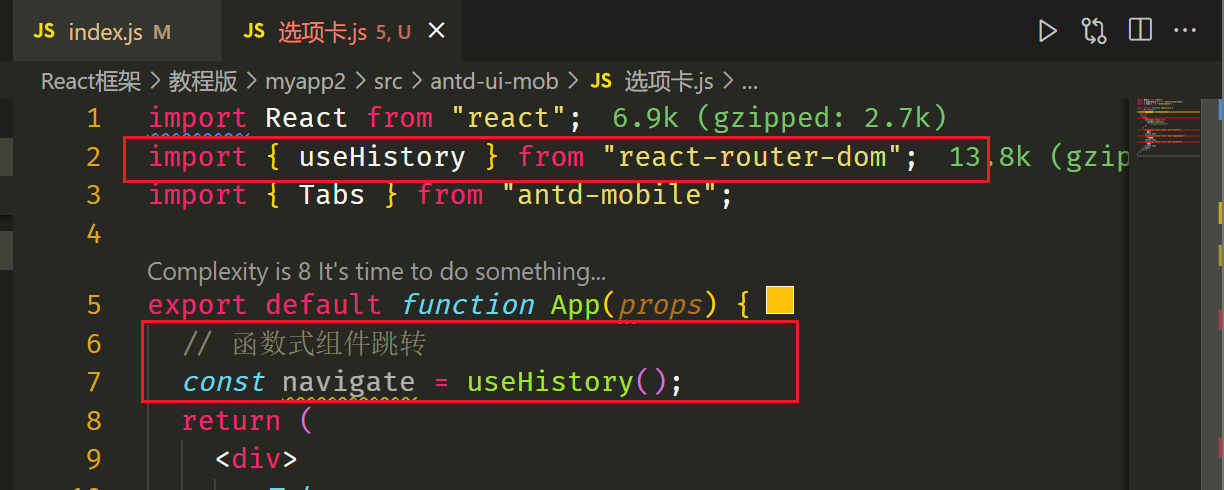 JS index.js M JS 选项卡.js 5, U
React框架 > 教程版 > myapp2 > src > antd-ui-mob > JS 选项卡.js > ...
1 import React from "react"; 6.9k (gzipped: 2.7k)
2 import { useHistory } from "react-router-dom"; 13.8k (gzip
3 import { Tabs } from "antd-mobile";
4
Complexity is 8 It's time to do something...
5 export default function App(props) {
6 // 函数式组件跳转
7 const navigate = useHistory();
8 return (
9 <div>